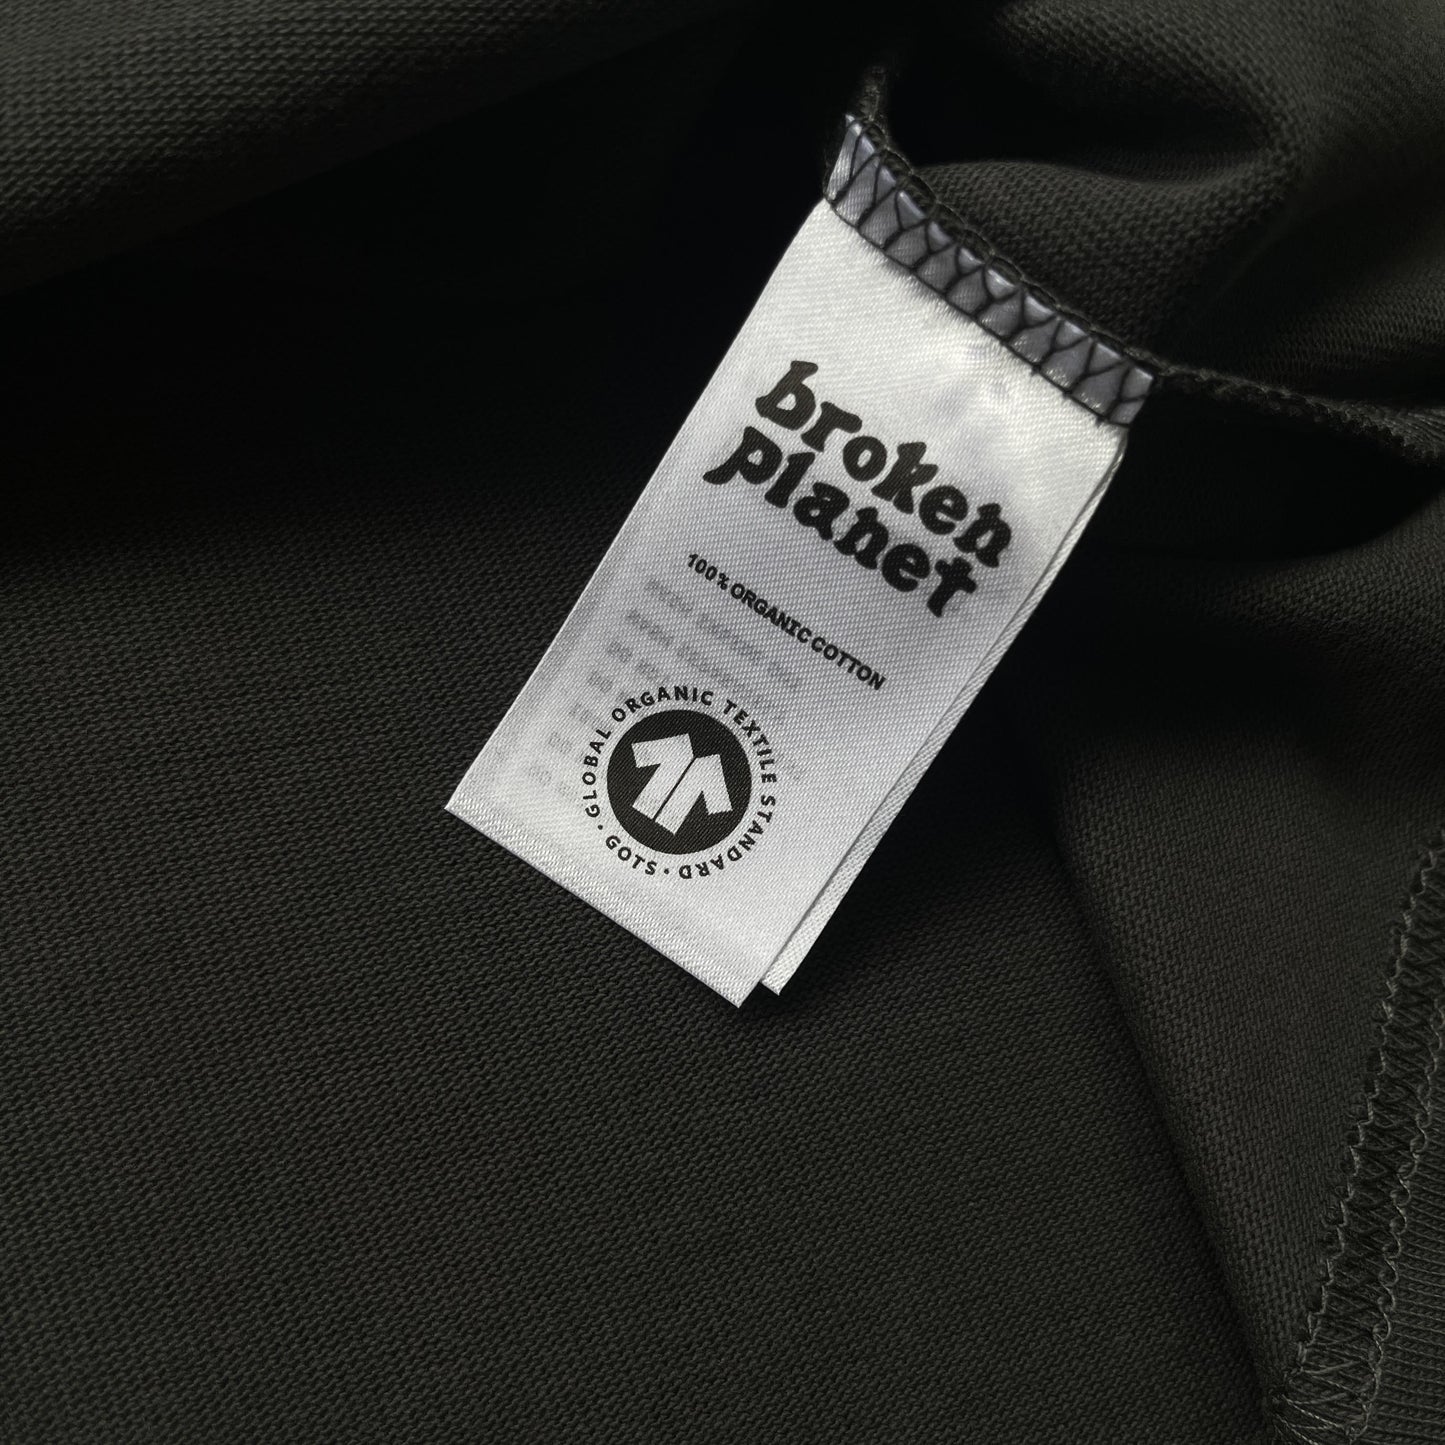 broken
planet
100% ORGANIC COTTON
GLOBAL ORGANIC TEXTILE STANDARD · GOTS ·